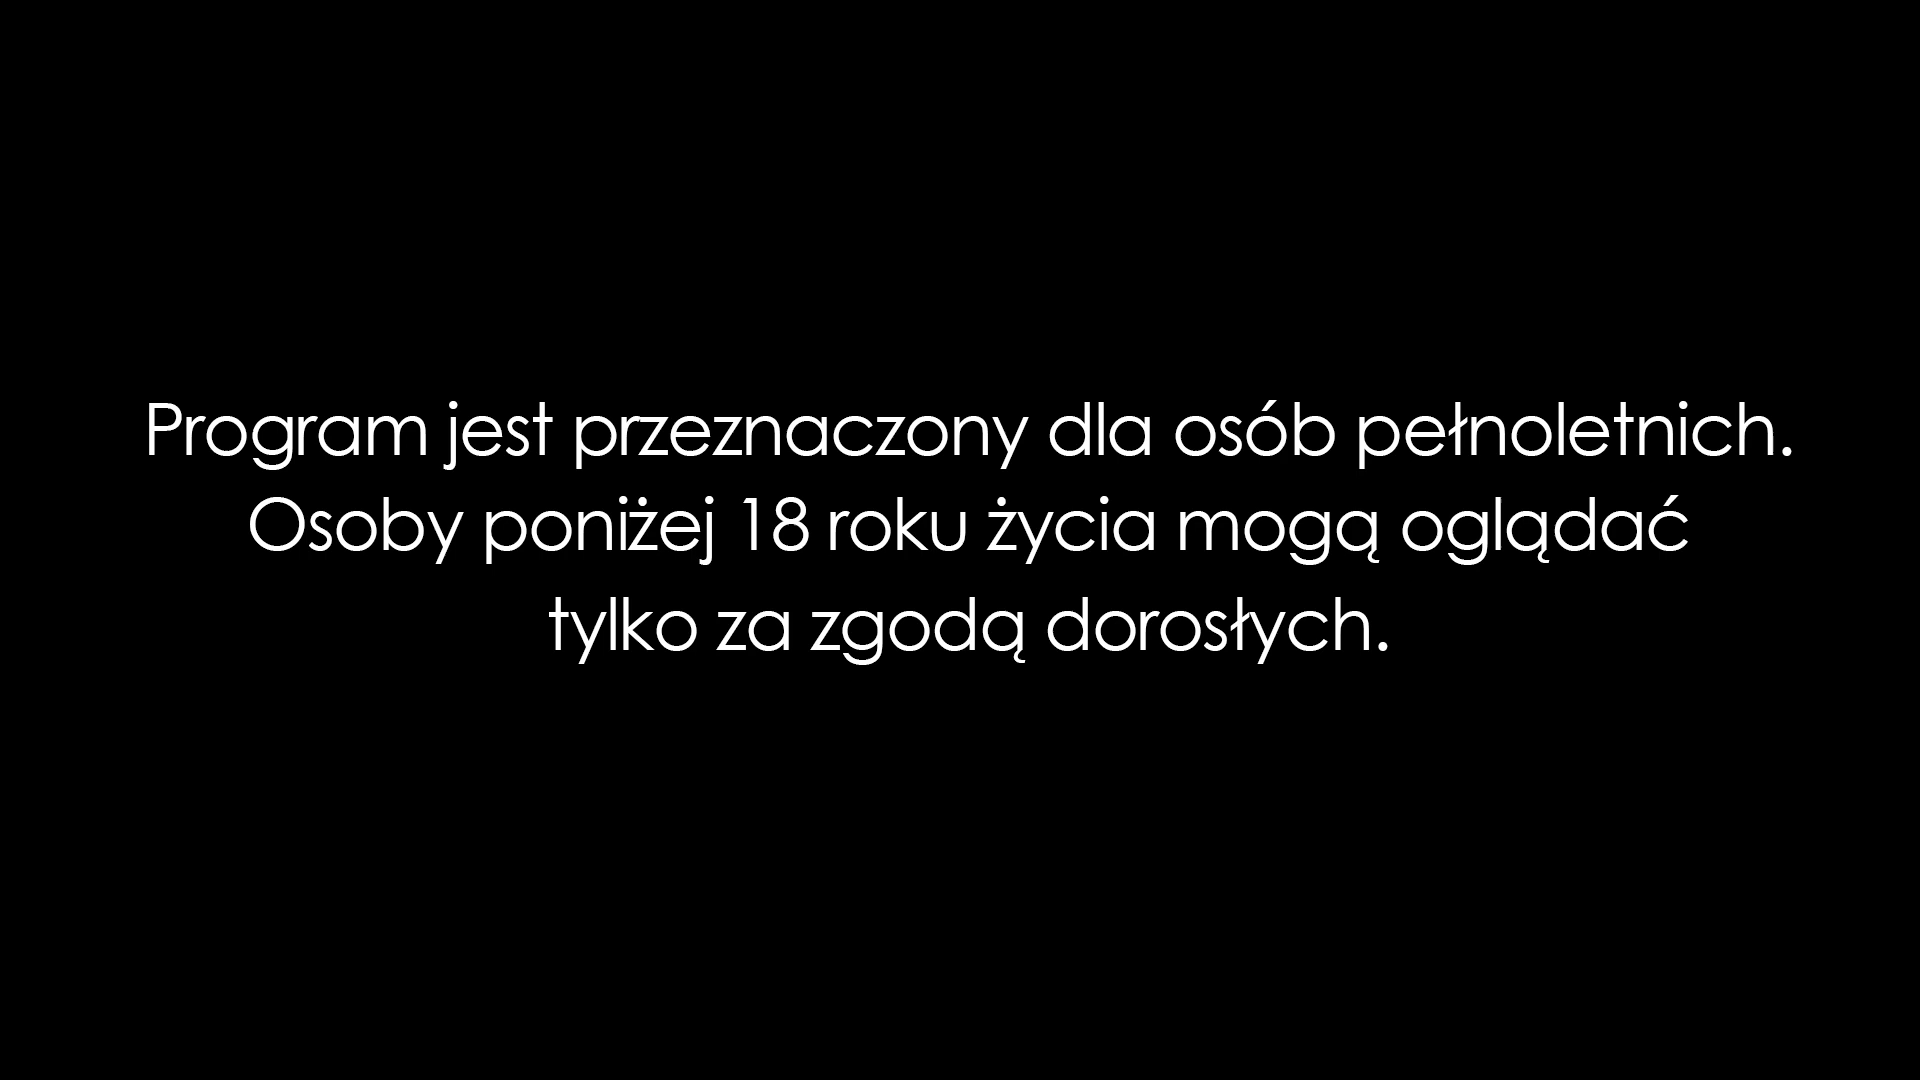 Program jest przeznaczony dla osób pełnoletnich.
Osoby poniżej 18 roku życia mogą oglądać
tylko za zgodą dorosłych.